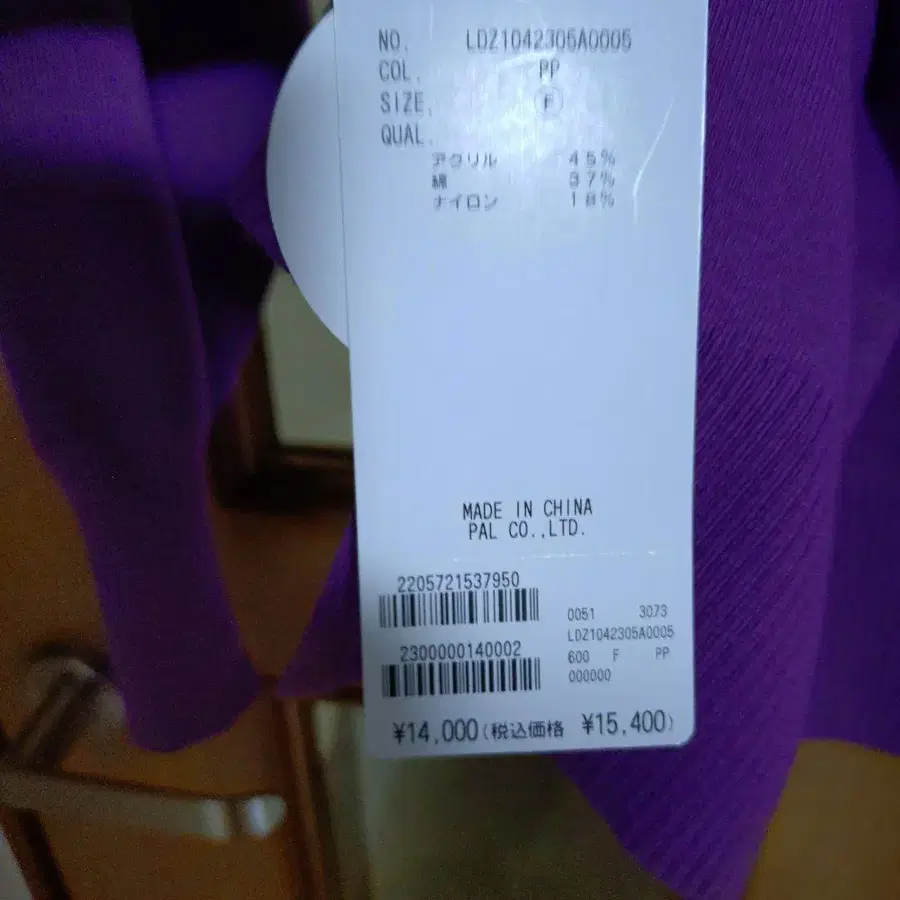 NO. LDZ1042305A0005
COL. PP
SIZE. F
QUAL.
アクリル 45%
綿 37%
ナイロン 18%
MADE IN CHINA
PAL CO.,LTD.
2205721537950
0051 3073
LDZ1042305A0005
2300000140002
600 F PP
000000
¥14,000(税込価格 ¥15,400)